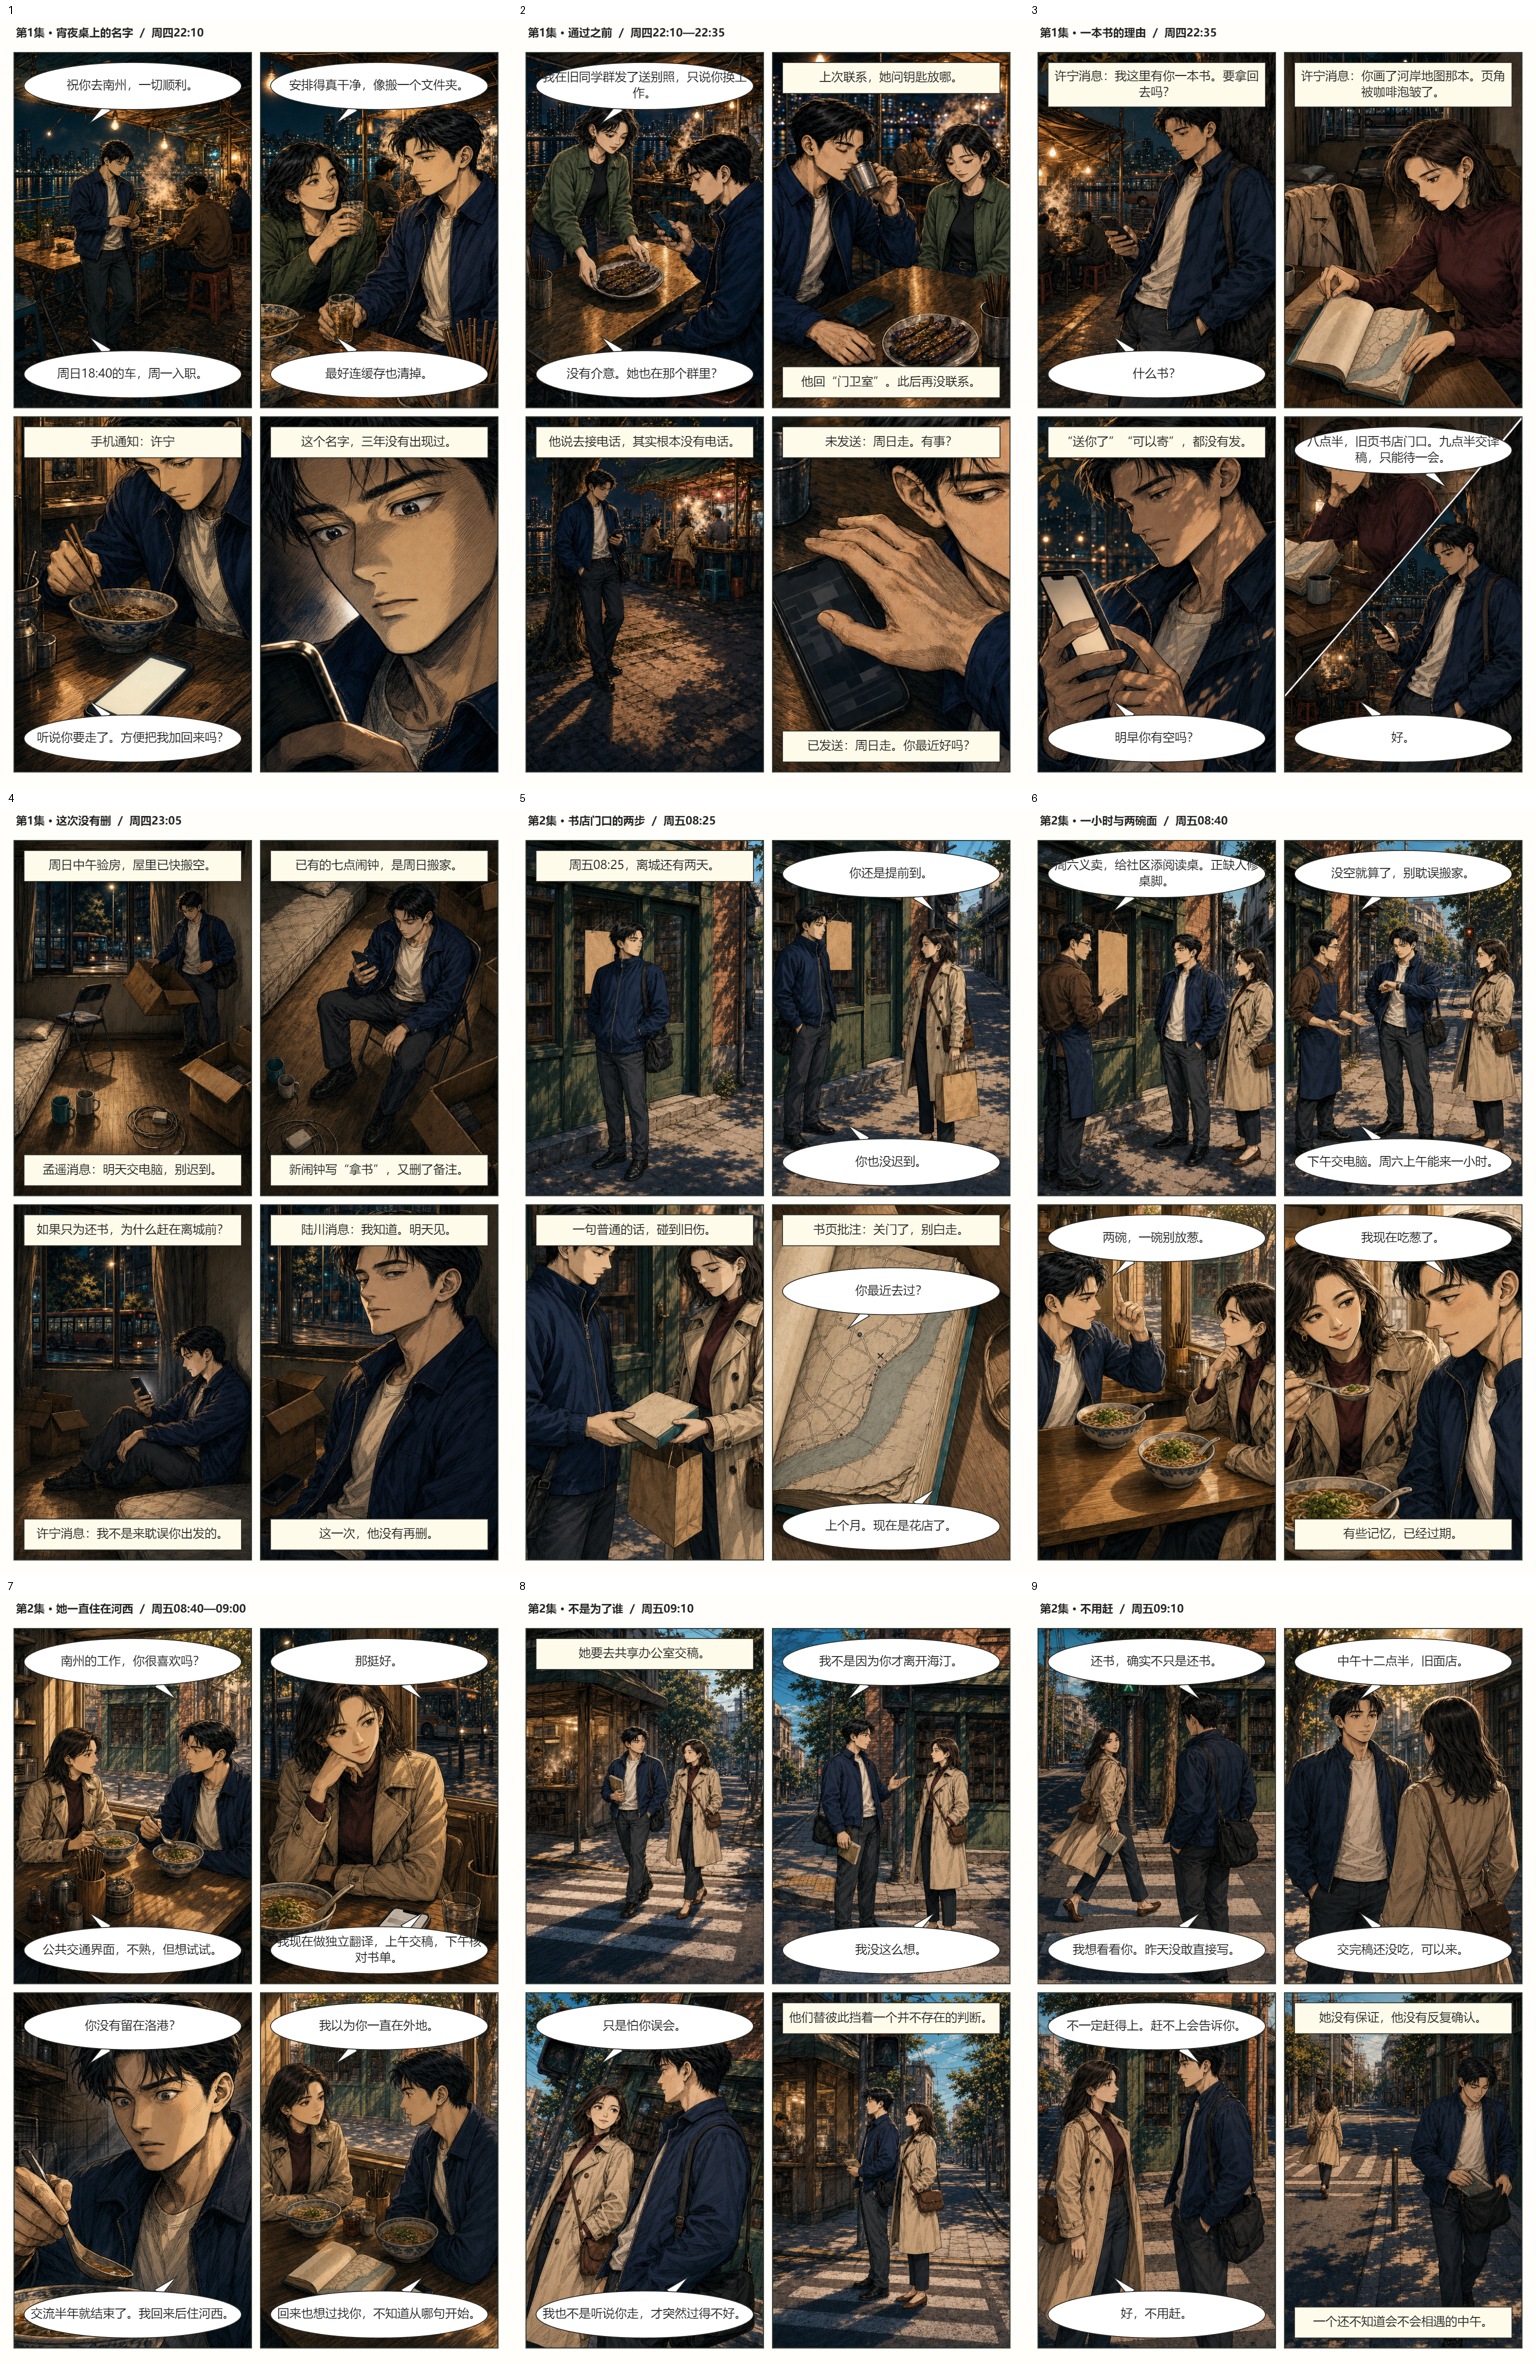 1
第1集·宵夜桌上的名字 / 周四22:10
祝你去南州，一切顺利。
周日18:40的车，周一入职。
安排得真干净，像搬一个文件夹。
最好连缓存也清掉。
手机通知：许宁
听说你要走了。方便把我加回来吗？
这个名字，三年没有出现过。
2
第1集·通过之前 / 周四22:10—22:35
我在旧同学群发了送别照，只说你换工
作。
没有介意。她也在那个群里？
上次联系，她问钥匙放哪。
他回“门卫室”。此后再没联系。
他说去接电话，其实根本没有电话。
未发送：周日走。有事？
已发送：周日走。你最近好吗？
3
第1集·一本书的理由 / 周四22:35
许宁消息：我这里有你一本书。要拿回
去吗？
什么书？
许宁消息：你画了河岸地图那本。页角
被咖啡泡皱了。
“送你了”“可以寄”，都没有发。
明早你有空吗？
八点半，旧页书店门口。九点半交译
稿，只能待一会。
好。
4
第1集·这次没有删 / 周四23:05
周日中午验房，屋里已快搬空。
孟遥消息：明天交电脑，别迟到。
已有的七点闹钟，是周日搬家。
新闹钟写“拿书”，又删了备注。
如果只为还书，为什么赶在离城前？
许宁消息：我不是来耽误你出发的。
陆川消息：我知道。明天见。
这一次，他没有再删。
5
第2集·书店门口的两步 / 周五08:25
周五08:25，离城还有两天。
你还是提前到。
你也没迟到。
一句普通的话，碰到旧伤。
书页批注：关门了，别白走。
你最近去过？
上个月。现在是花店了。
6
第2集·一小时与两碗面 / 周五08:40
周六义卖，给社区添阅读桌。正缺人修
桌脚。
没空就算了，别耽误搬家。
下午交电脑。周六上午能来一小时。
两碗，一碗别放葱。
我现在吃葱了。
有些记忆，已经过期。
7
第2集·她一直住在河西 / 周五08:40—09:00
南州的工作，你很喜欢吗？
公共交通界面，不熟，但想试试。
那挺好。
我现在做独立翻译，上午交稿，下午核
对书单。
你没有留在洛港？
交流半年就结束了。我回来后住河西。
我以为你一直在外地。
回来也想过找你，不知道从哪句开始。
8
第2集·不是为了谁 / 周五09:10
她要去共享办公室交稿。
我不是因为你才离开海汀。
我没这么想。
只是怕你误会。
我也不是听说你走，才突然过得不好。
他们替彼此挡着一个并不存在的判断。
9
第2集·不用赶 / 周五09:10
还书，确实不只是还书。
我想看看你。昨天没敢直接写。
中午十二点半，旧面店。
交完稿还没吃，可以来。
不一定赶得上。赶不上会告诉你。
好，不用赶。
她没有保证，他没有反复确认。
一个还不知道会不会相遇的中午。